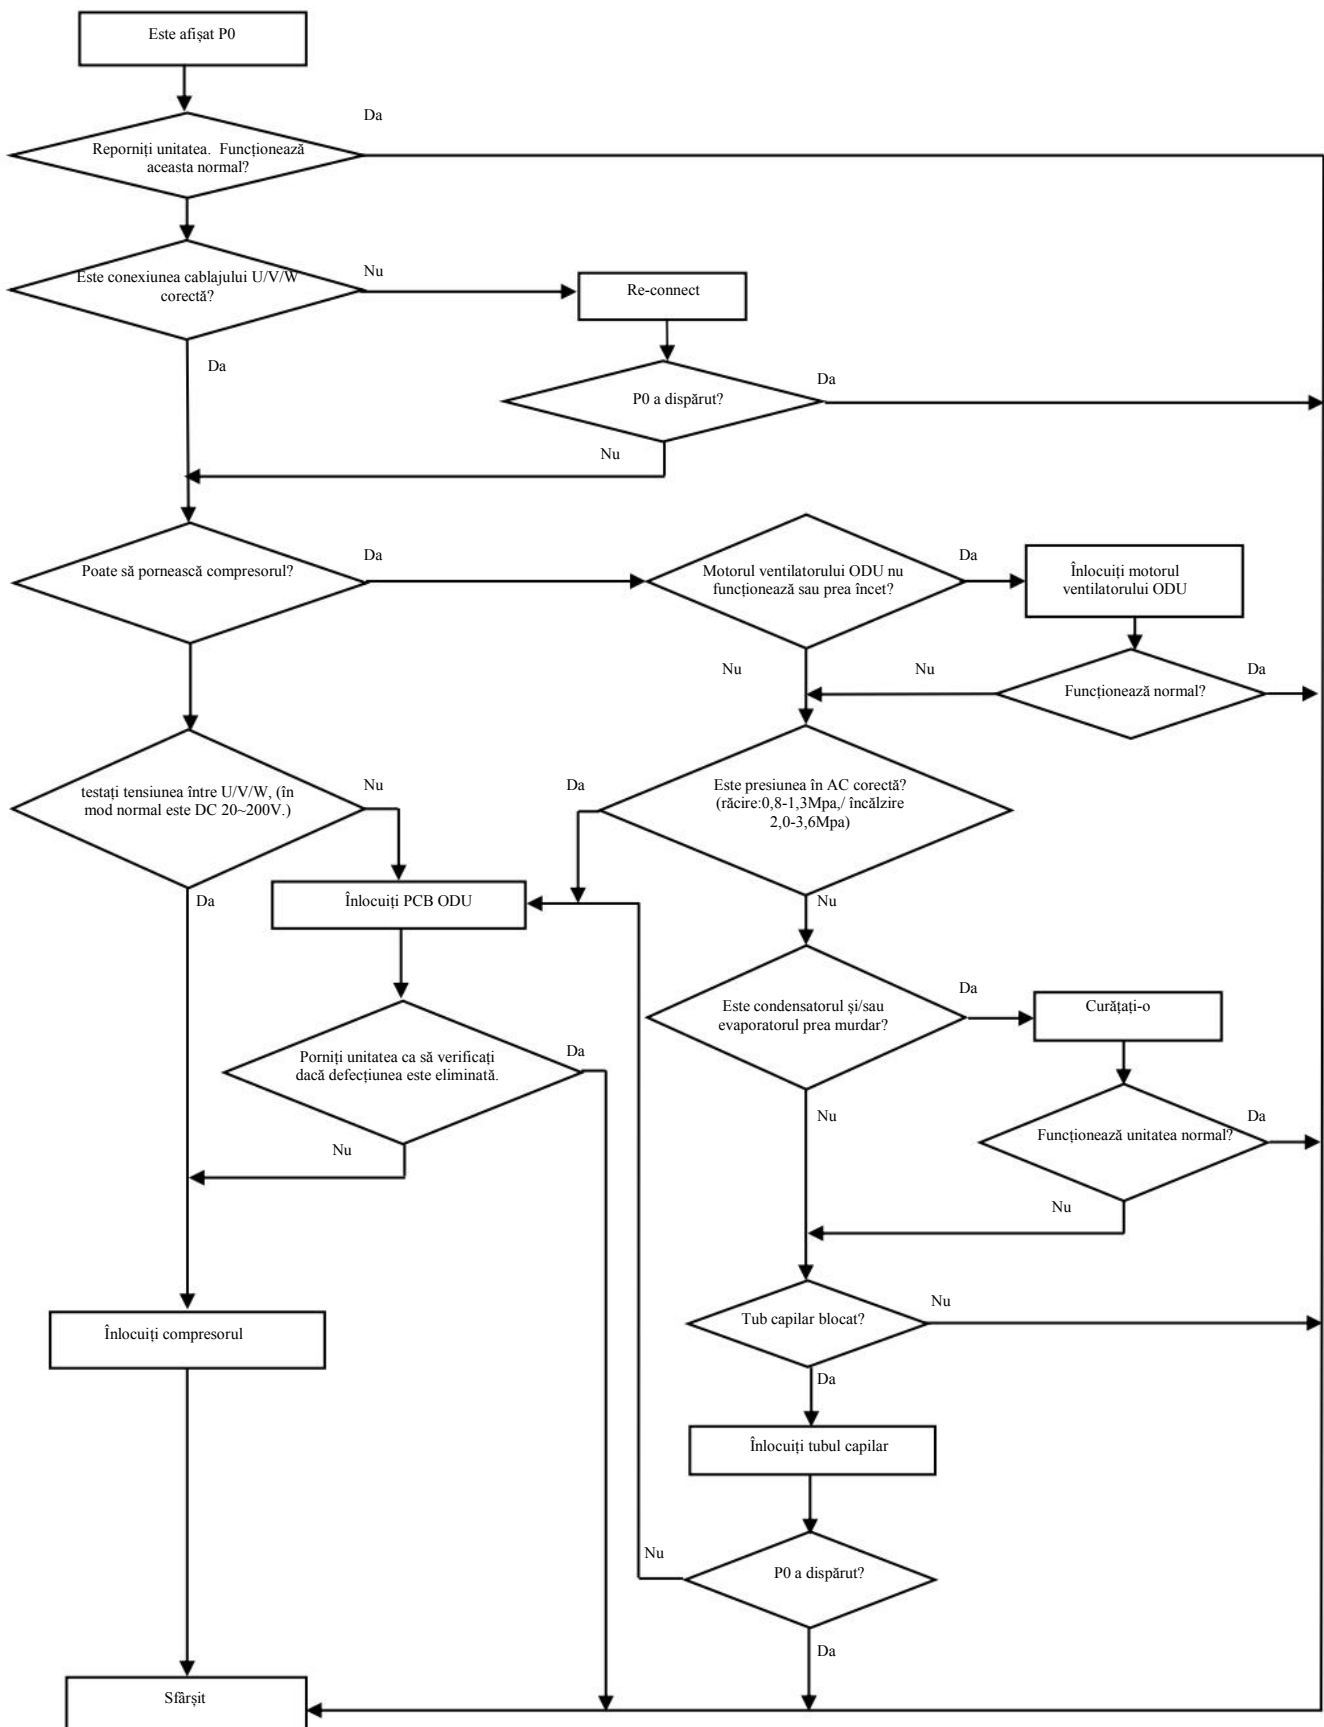 Este afișat P0
Da
Reporniți unitatea. Funcționează
aceasta normal?
Este conexiunea cablajului U/V/W
corectă?
Nu
Re-connect
Da
P0 a dispărut?
Da
Nu
Poate să pornească compresorul?
Da
Motorul ventilatorului ODU nu
funcționează sau prea încet?
Da
Înlocuiți motorul
ventilatorului ODU
Nu
Nu
Funcționează normal?
Da
testați tensiunea între U/V/W, (în
mod normal este DC 20~200V.)
Nu
Da
Este presiunea în AC corectă?
(răcire:0,8-1,3Mpa,/ încălzire
2,0-3,6Mpa)
Da
Înlocuiți PCB ODU
Nu
Este condensatorul și/sau
evaporatorul prea murdar?
Da
Curățați-o
Porniți unitatea ca să verificați
dacă defecțiunea este eliminată.
Da
Nu
Nu
Funcționează unitatea normal?
Da
Nu
Înlocuiți compresorul
Tub capilar blocat?
Nu
Da
Înlocuiți tubul capilar
Nu
P0 a dispărut?
Da
Sfârșit